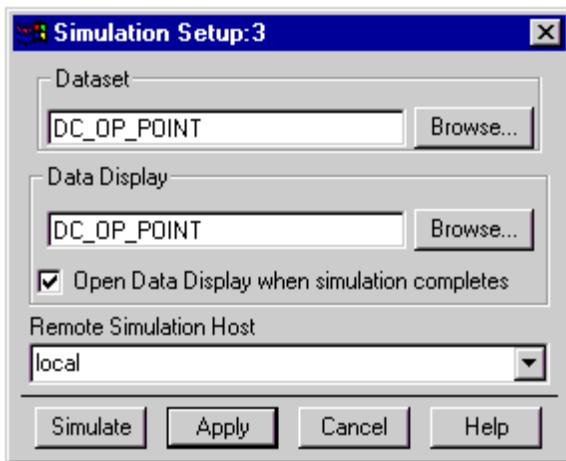 Simulation Setup:3
Dataset
DC_OP_POINT Browse...
Data Display
DC_OP_POINT Browse...
Open Data Display when simulation completes
Remote Simulation Host
local
Simulate Apply Cancel Help